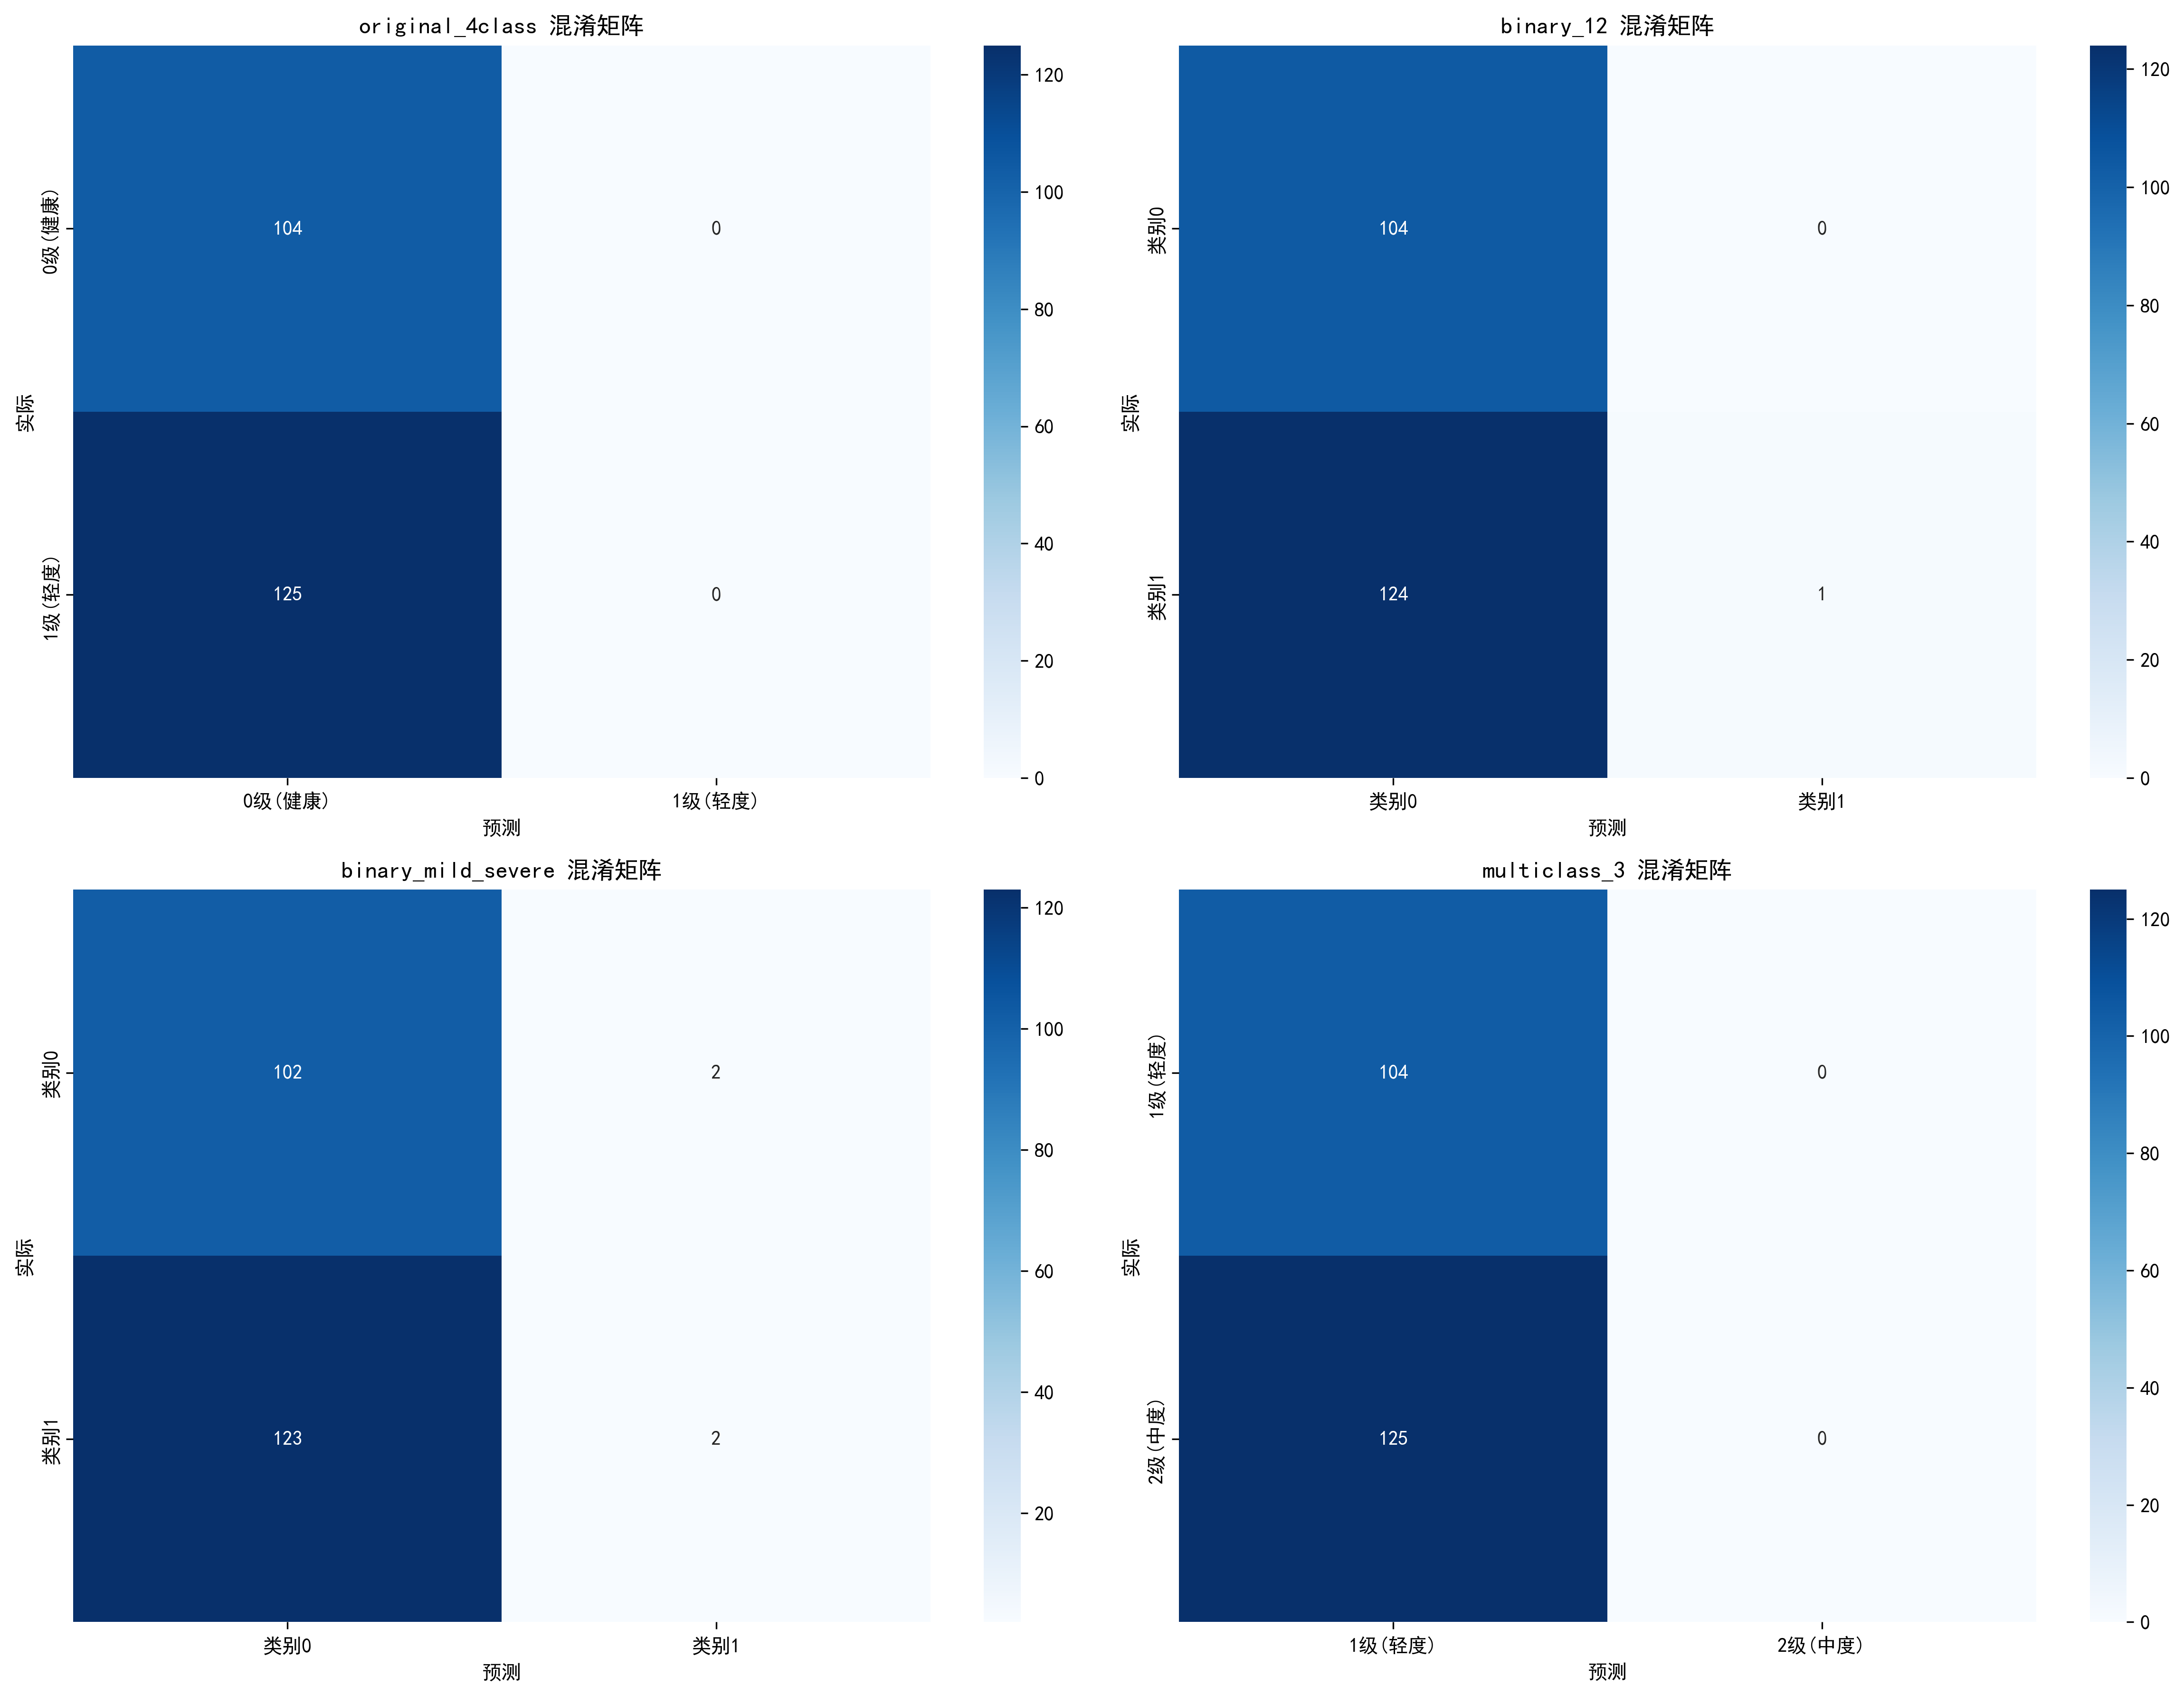 original_4class 混淆矩阵
0级(健康)
1级(轻度)
实际
104
0
125
0
0级(健康)
1级(轻度)
预测
120
100
80
60
40
20
0
binary_12 混淆矩阵
类别0
类别1
实际
104
0
124
1
类别0
类别1
预测
120
100
80
60
40
20
0
binary_mild_severe 混淆矩阵
类别0
类别1
实际
102
2
123
2
类别0
类别1
预测
120
100
80
60
40
20
multiclass_3 混淆矩阵
1级(轻度)
2级(中度)
实际
104
0
125
0
1级(轻度)
2级(中度)
预测
120
100
80
60
40
20
0